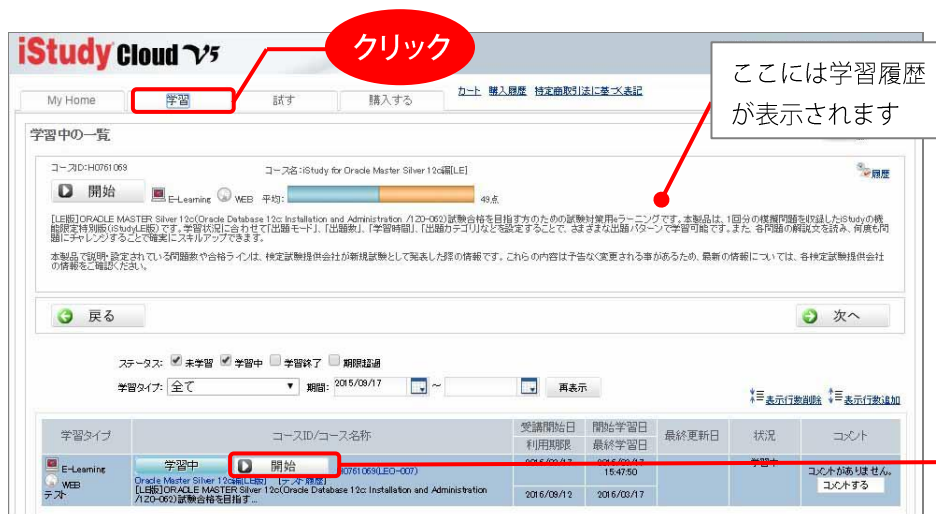 iStudy Cloud V5
クリック
ここには学習履歴
が表示されます
My Home 学習 試す 購入する カート 購入履歴 特定商取引法に基づく表記
学習中の一覧
コースID:H0761069 コース名:iStudy for Oracle Master Silver 12c編[LE] 履歴
開始 E-Learning WEB 平均: 49点
[LE版]ORACLE MASTER Silver 12c(Oracle Database 12c Installation and Administration /1Z0-062)試験合格を目指す方のための試験対策用eラーニングです。本製品は、1回分の模擬問題を収録したiStudyの機
能限定特別版(iStudyLE版)です。学習状況に合わせて「出題モード」、「出題数」、「学習時間」、「出題カテゴリ」などを設定することで、さまざまな出題パターンで学習可能です。また、各問題の解説文を読み、何度も問
題にチャレンジすることで確実にスキルアップできます。
本製品で説明・設定されている問題数や合格ラインは、検定試験提供会社が新規試験として発表した際の情報です。これらの内容は予告なく変更される事があるため、最新の情報については、各検定試験提供会社
の情報をご確認ください。
戻る 次へ
ステータス: 未学習 学習中 学習終了 期限超過
学習タイプ: 全て 期間: 2015/09/17 ~ 再表示
表示行数削除 表示行数追加
学習タイプ コースID/コース名称 受講開始日 開始学習日 最終更新日 状況 コメント
利用期限 最終学習日
E-Learning 学習中 開始 H0761069(LEO-007) 15:47:50 コメントがありません。
WEB Oracle Master Silver 12c編[LE版] [テスト履歴] コメントする
テスト [LE版]ORACLE MASTER Silver 12c(Oracle Database 12c Installation and Administration 2016/09/12 2016/03/17
/1Z0-062)試験合格を目指す...